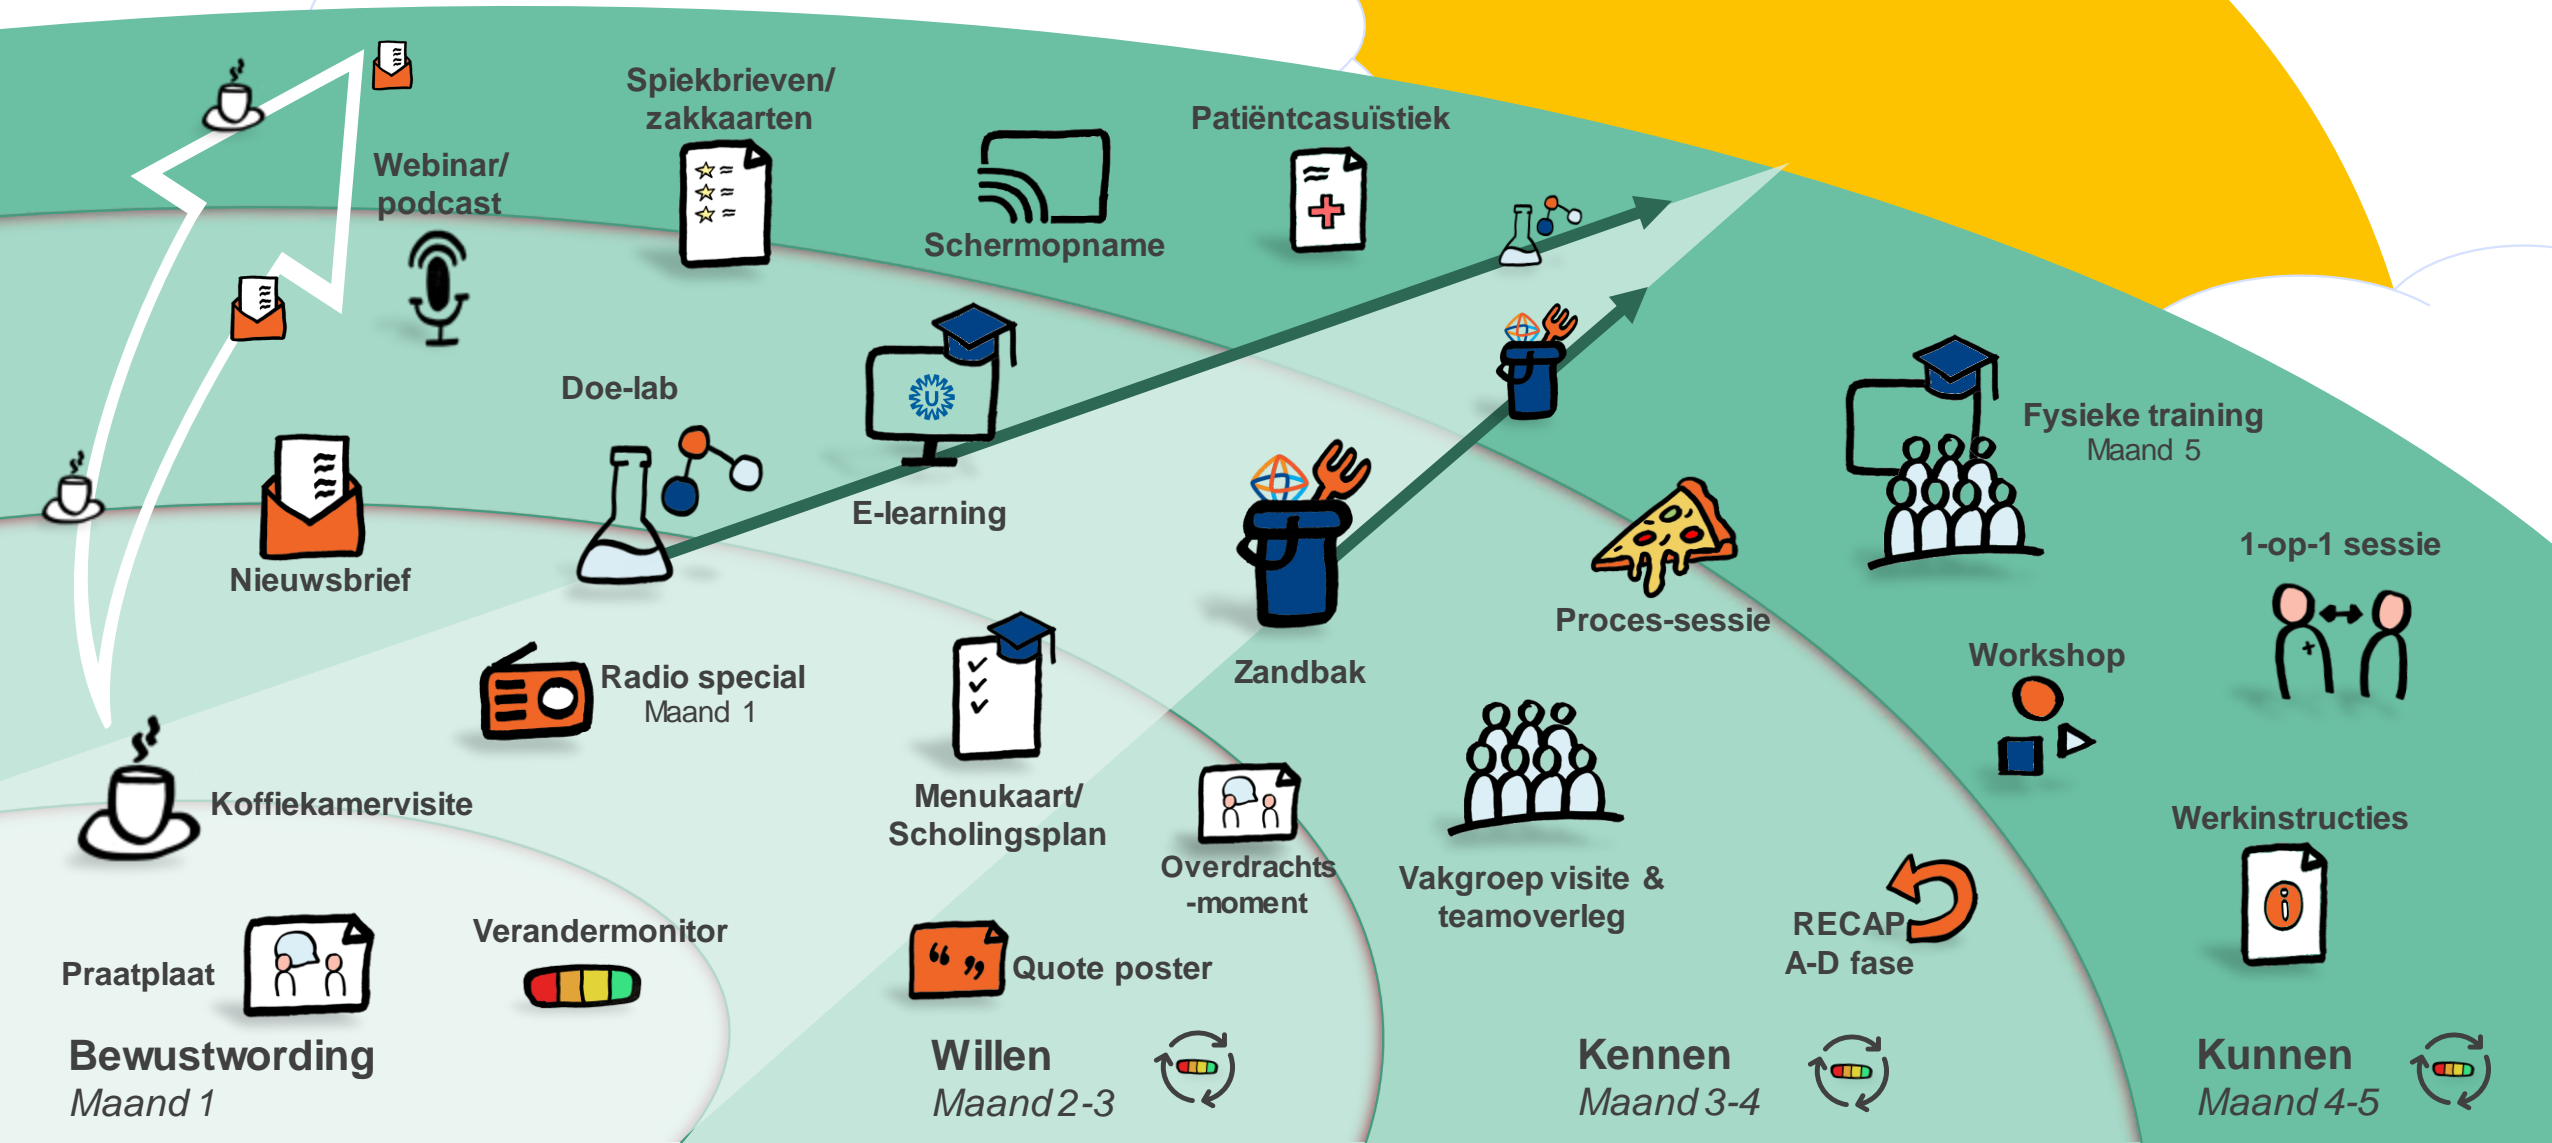 Spiekbrieven/
zakkaarten
Patiëntcasuïstiek
Webinar/
podcast
Schermopname
Doe-lab
U
Fysieke training
Maand 5
E-learning
1-op-1 sessie
Nieuwsbrief
Proces-sessie
Radio special
Maand 1
Zandbak
Workshop
Koffiekamervisite
Menukaart/
Scholingsplan
Werkinstructies
Overdrachts
-moment
Vakgroep visite &
teamoverleg
Verandermonitor
RECAP
A-D fase
Praatplaat
“ ”
Quote poster
i
Bewustwording
Maand 1
Willen
Maand 2-3
Kennen
Maand 3-4
Kunnen
Maand 4-5